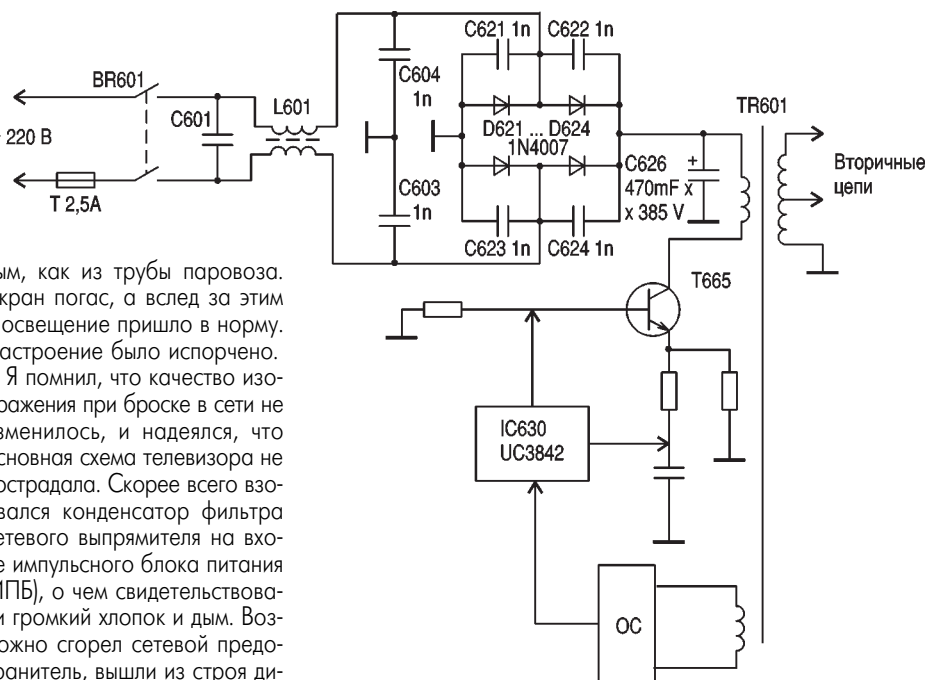 C621 1n
C622 1n
BR601
C604
1n
TR601
C601
L601
D621 ... D624
1N4007
220 В
C626
470mF x
x 385 V
+
Вторичные
цепи
C603
1n
T 2,5A
C623 1n
C624 1n
ым, как из трубы паровоза.
кран погас, а вслед за этим
освещение пришло в норму.
астроение было испорчено.
Я помнил, что качество изо-
ражения при броске в сети не
зменилось, и надеялся, что
сновная схема телевизора не
острадала. Скорее всего взо-
вался конденсатор фильтра
етевого выпрямителя на вхо-
е импульсного блока питания
ИПБ), о чем свидетельствова-
и громкий хлопок и дым. Воз-
ожно сгорел сетевой предо-
ранитель, вышли из строя ди-
T665
IC630
UC3842
ОС